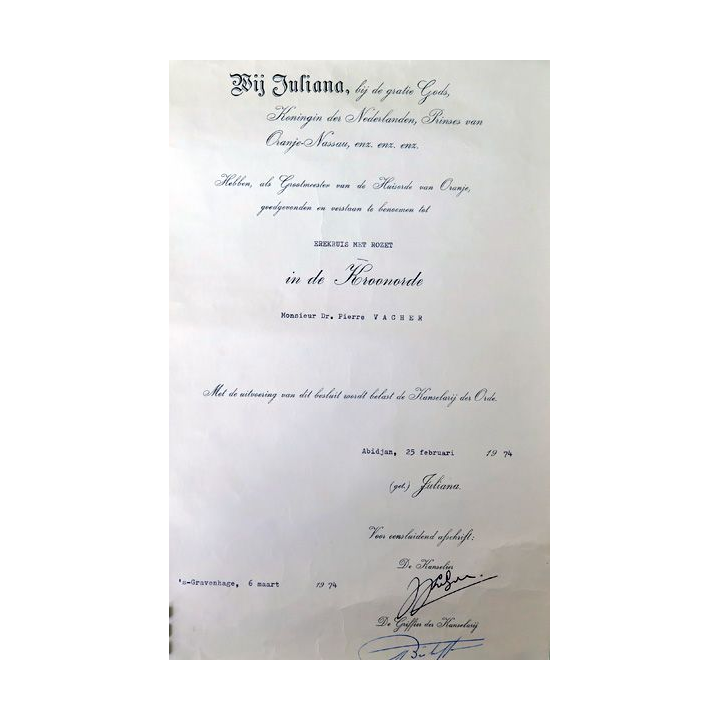 Wij Juliana, bij de gratie Gods,
Koningin der Nederlanden, Prinses van
Oranje-Nassau, enz. enz. enz.
Hebben, als Grootmeester van de Huisorde van Oranje,
goedgevonden en verstaan te benoemen tot
EREKRUIS MET ROZET
in de Kroonorde
Monsieur Dr. Pierre VACHER
Met de uitvoering van dit besluit wordt belast de Kanselarij der Orde.
Abidjan, 25 februari 1974
(get.) Juliana.
Voor eensluidend afschrift:
De Kanselier
's-Gravenhage, 6 maart 1974
De Griffier der Kanselarij